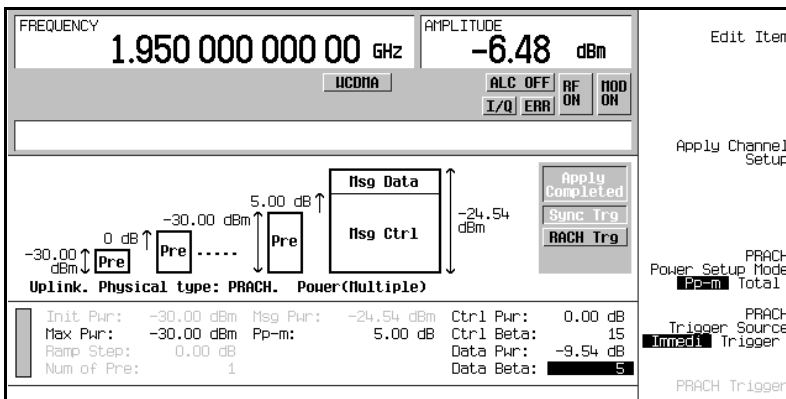 FREQUENCY
1.950 000 000 00 GHz
AMPLITUDE
-6.48 dBm
WCDMA
ALC OFF
RF ON
MOD ON
I/Q
ERR
Msg Data
Msg Ctrl
5.00 dB
-30.00 dBm
0 dB
-30.00 dBm
Pre
Pre
.....
Pre
-24.54 dBm
Apply Completed
Sync Trg
RACH Trg
Uplink. Physical type: PRACH. Power(Multiple)
Init Pwr: -30.00 dBm Msg Pwr: -24.54 dBm Ctrl Pwr: 0.00 dB
Max Pwr: -30.00 dBm Pp-m: 5.00 dB Ctrl Beta: 15
Ramp Step: 0.00 dB Data Pwr: -9.54 dB
Num of Pre: 1 Data Beta: 5
Edit Item
Apply Channel
Setup
PRACH
Power Setup Mode
Pp-m Total
PRACH
Trigger Source
Immedi Trigger
PRACH Trigger